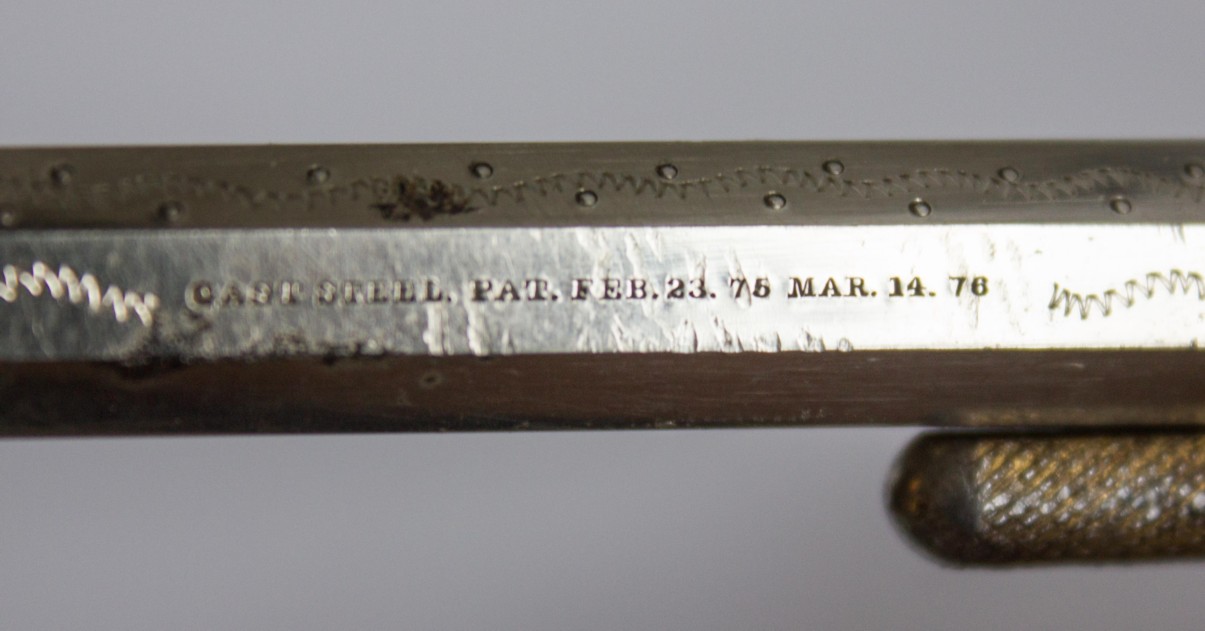 CAST STEEL. PAT. FEB. 23. 75 MAR. 14. 76